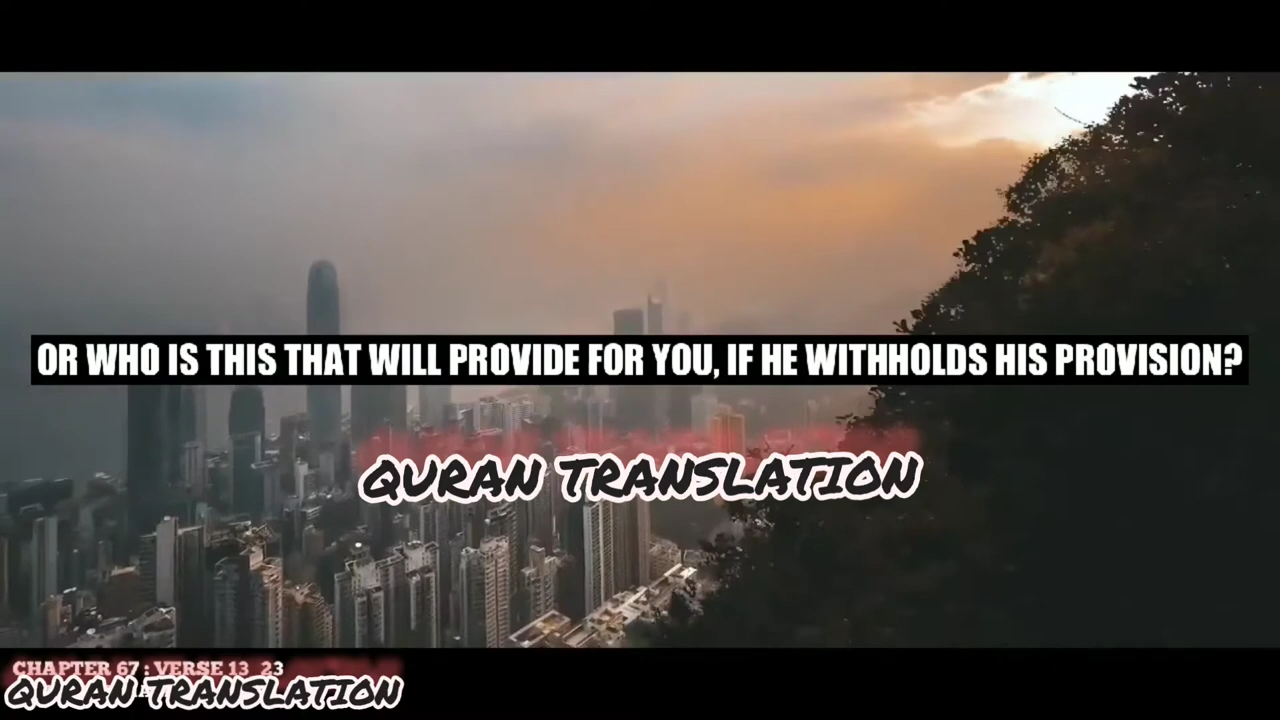 OR WHO IS THIS THAT WILL PROVIDE FOR YOU, IF HE WITHHOLDS HIS PROVISION?
QURAN TRANSLATION
CHAPTER 67 : VERSE 13_23
QURAN TRANSLATION